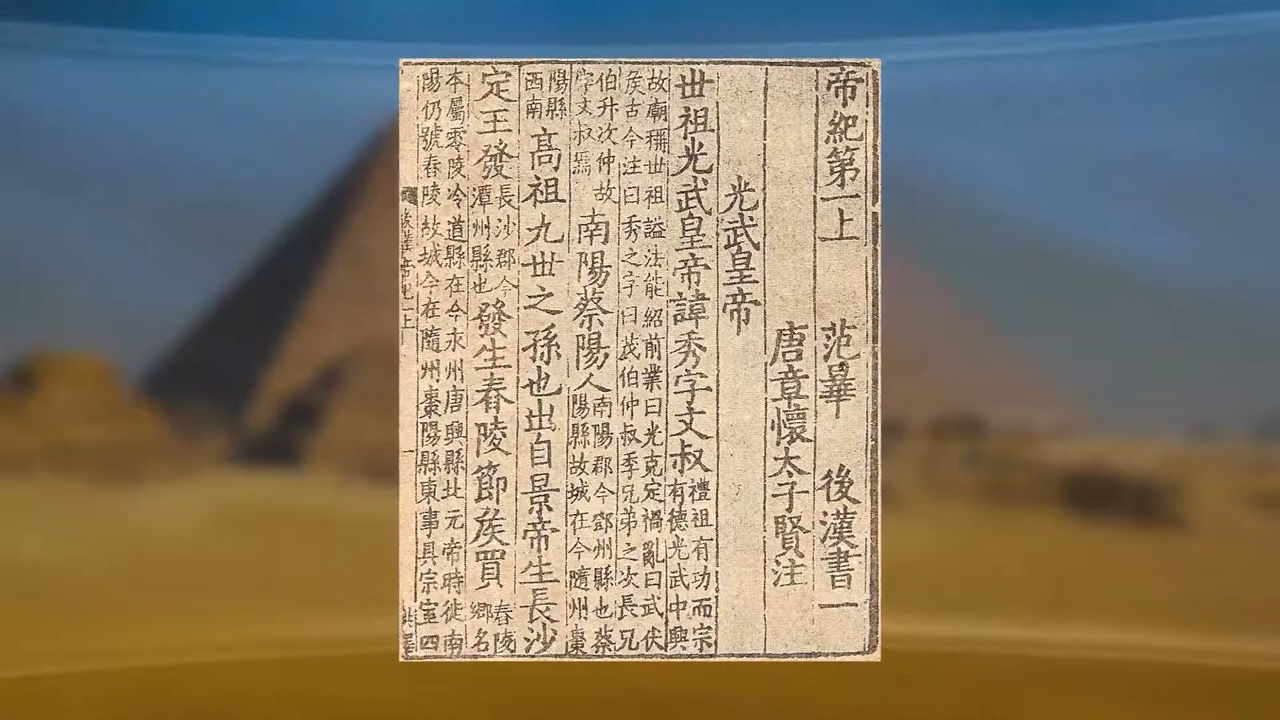 帝紀第一上 范曄 後漢書一
唐章懷太子賢注
光武皇帝
世祖光武皇帝諱秀字文叔禮祖有功而宗有德光武中興
故廟稱世祖謚法能紹前業曰光克定禍亂曰武伏
矦古今注曰秀之字曰茂伯仲叔季兄弟之次長兄
伯升次仲故字文叔焉南陽蔡陽人南陽郡今鄧州縣也蔡陽縣故城在今隨州棗
陽縣西南高祖九世之孫也出自景帝生長沙
定王發長沙郡今潭州縣也發生舂陵節矦買舂陵鄉名
本屬零陵泠道縣在今永州唐興縣北元帝時徙南
陽仍號舂陵故城今在隨州棗陽縣東事具宗室四